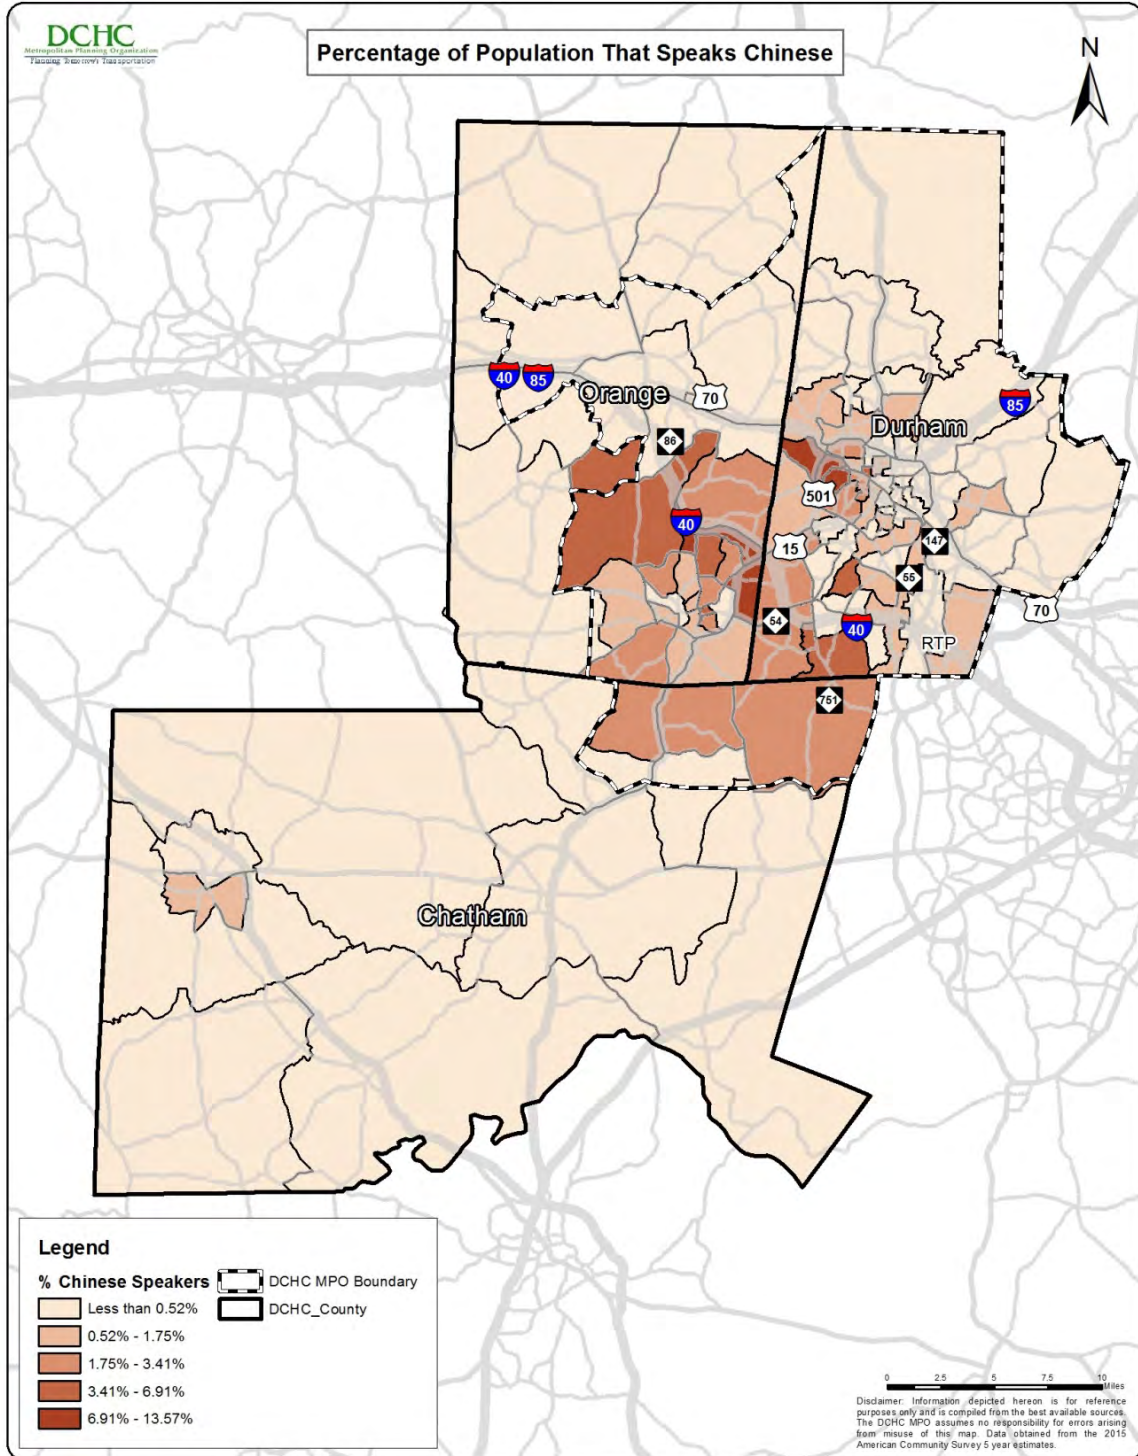 DCHC
Metropolitan Planning Organization
Planning Tomorrow's Transportation
Percentage of Population That Speaks Chinese
N
40
85
Orange
70
86
85
Durham
501
40
15
147
55
70
54
40
RTP
751
Chatham
Legend
% Chinese Speakers
DCHC MPO Boundary
Less than 0.52%
DCHC_County
0.52% - 1.75%
1.75% - 3.41%
3.41% - 6.91%
6.91% - 13.57%
0 2.5 5 7.5 10
Miles
Disclaimer: Information depicted hereon is for reference
purposes only and is compiled from the best available sources.
The DCHC MPO assumes no responsibility for errors arising
from misuse of this map. Data obtained from the 2015
American Community Survey 5 year estimates.